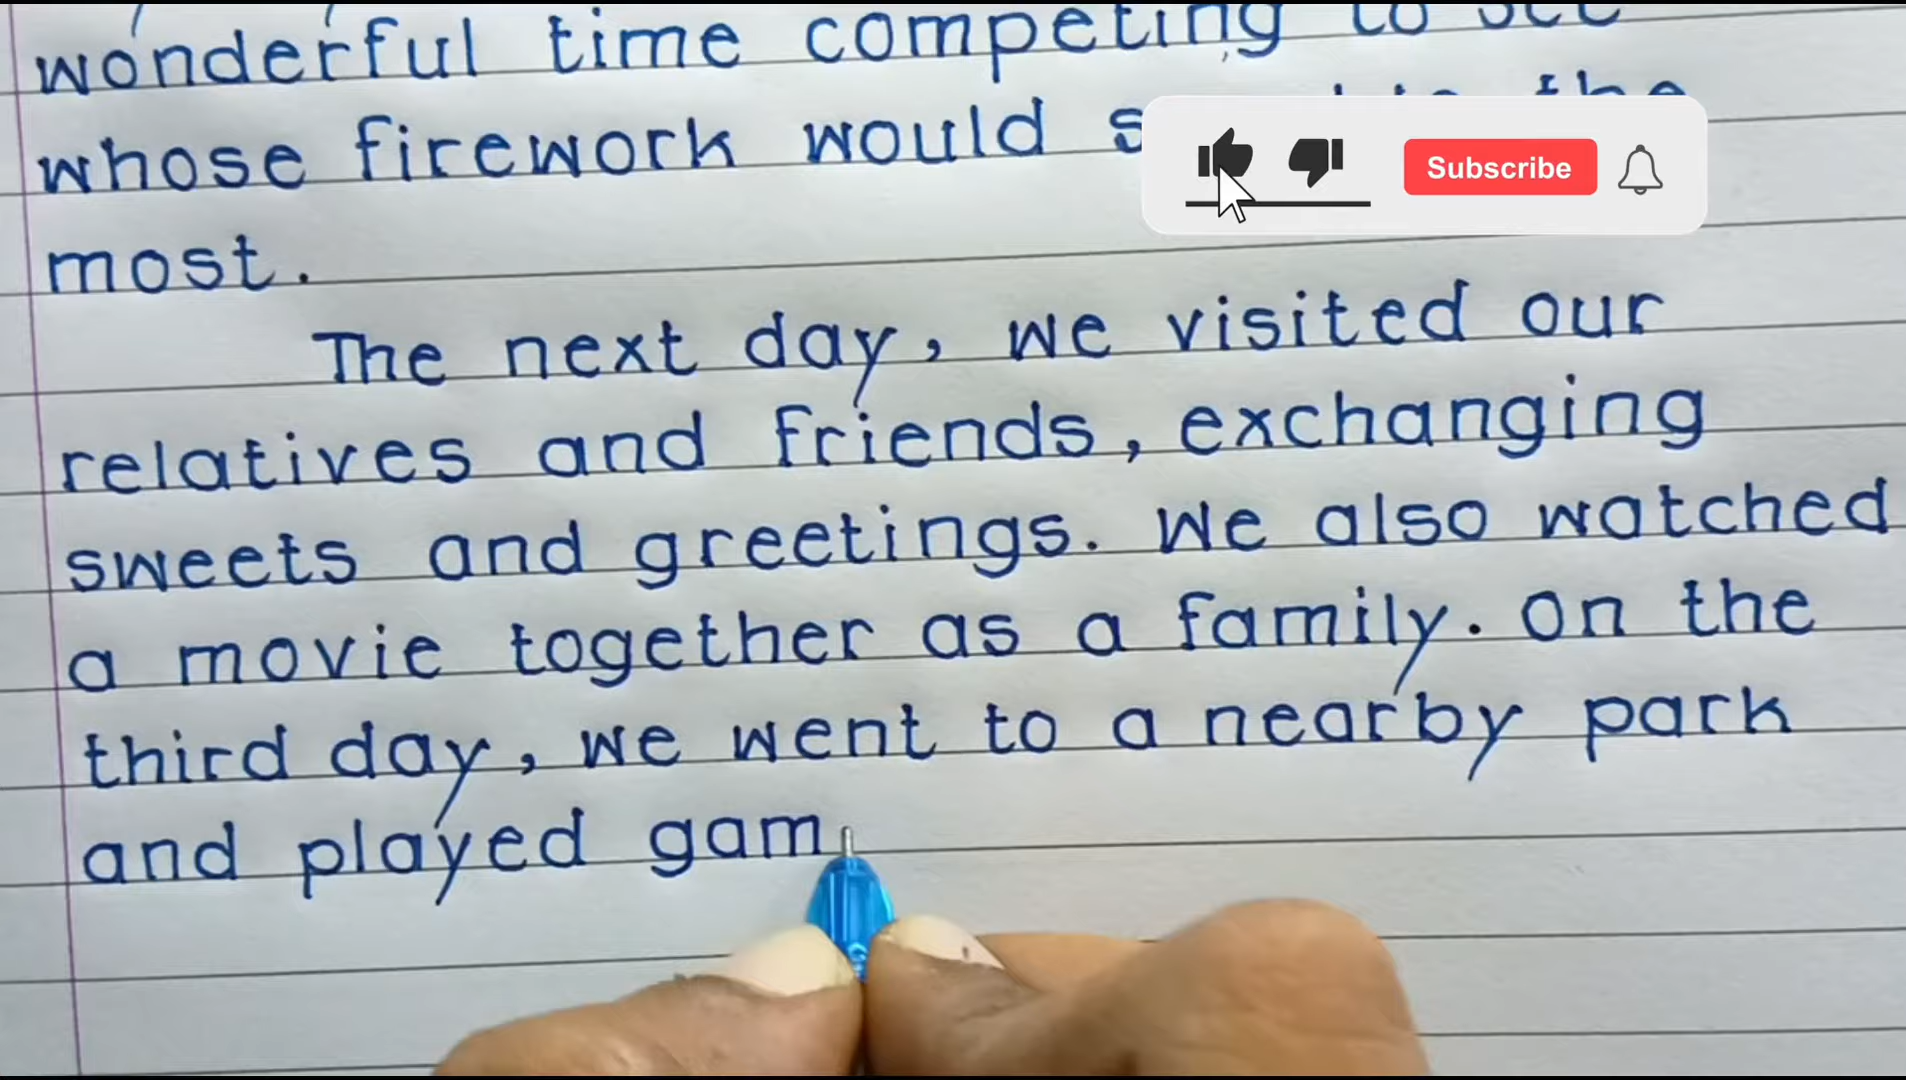 wonderful time competing to see
whose firework would
Subscribe
most.
The next day, we visited our
relatives and friends, exchanging
sweets and greetings. We also watched
a movie together as a family. On the
third day, we went to a nearby park
and played gam